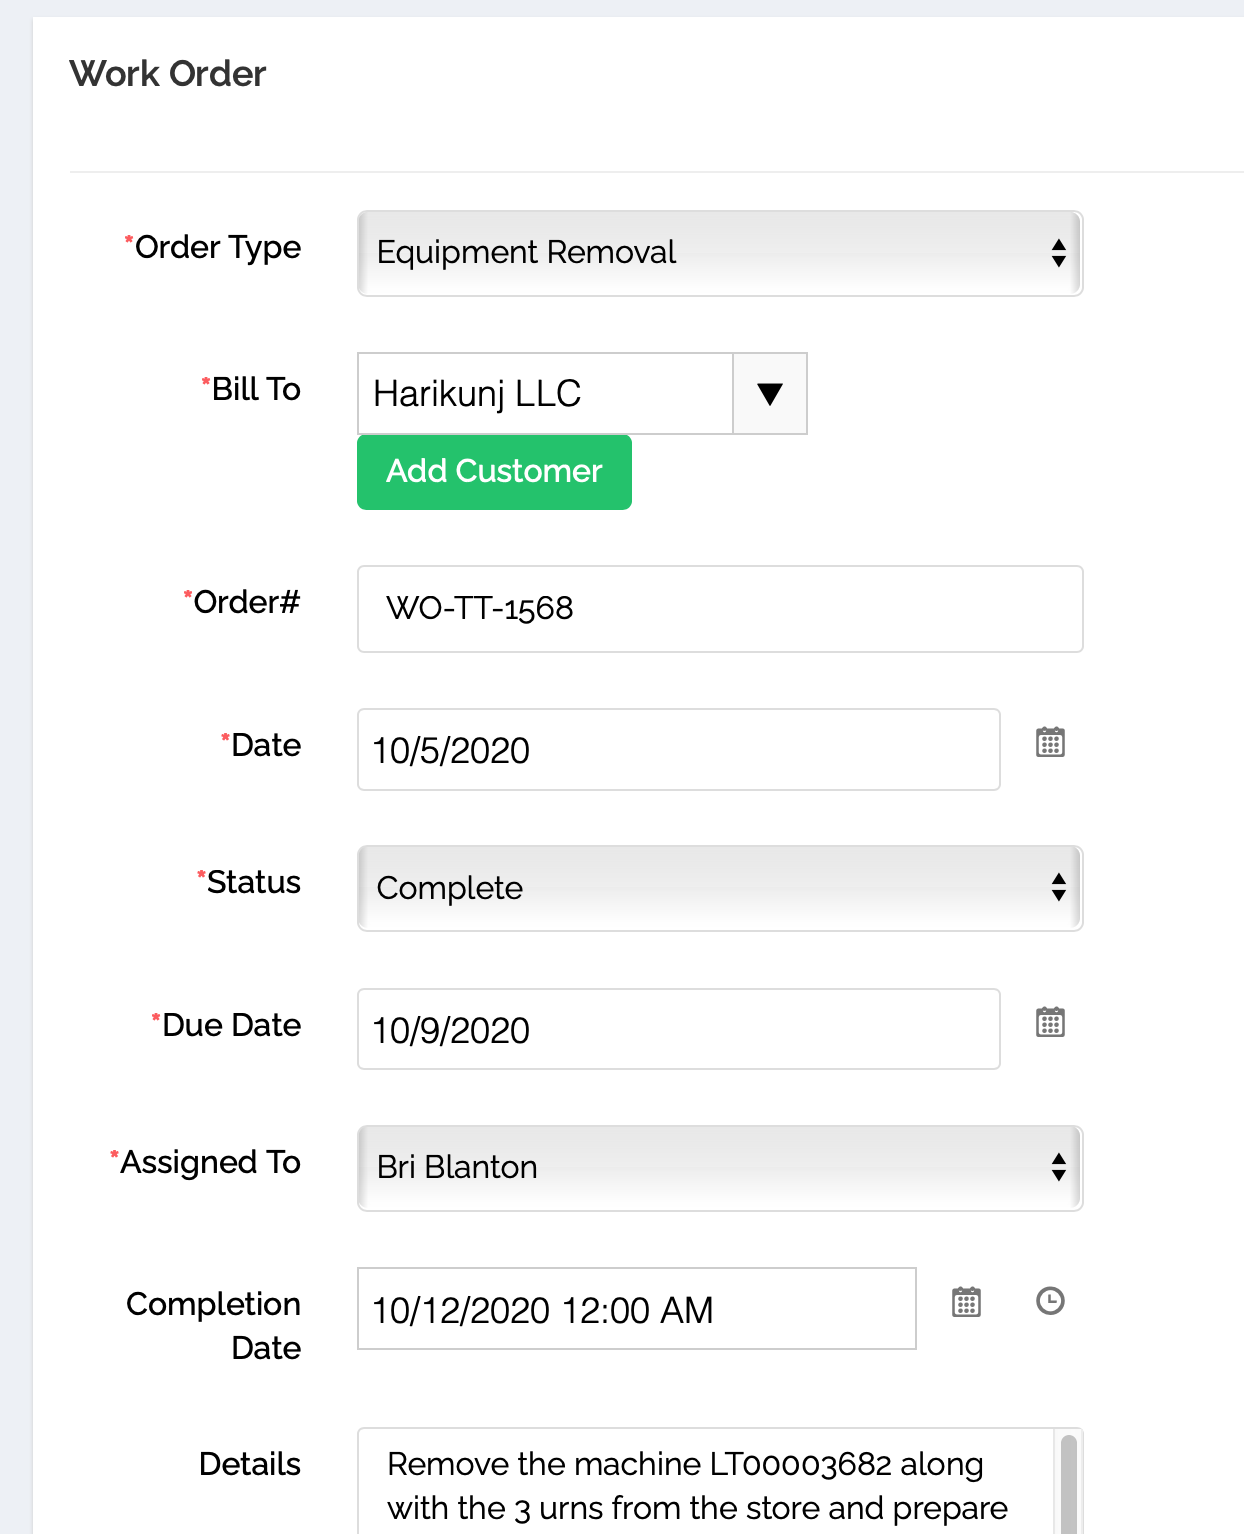 Work Order
*Order Type
Equipment Removal
*Bill To
Harikunj LLC
Add Customer
*Order#
WO-TT-1568
*Date
10/5/2020
*Status
Complete
*Due Date
10/9/2020
*Assigned To
Bri Blanton
Completion
Date
10/12/2020 12:00 AM
Details
Remove the machine LT00003682 along
with the 3 urns from the store and prepare